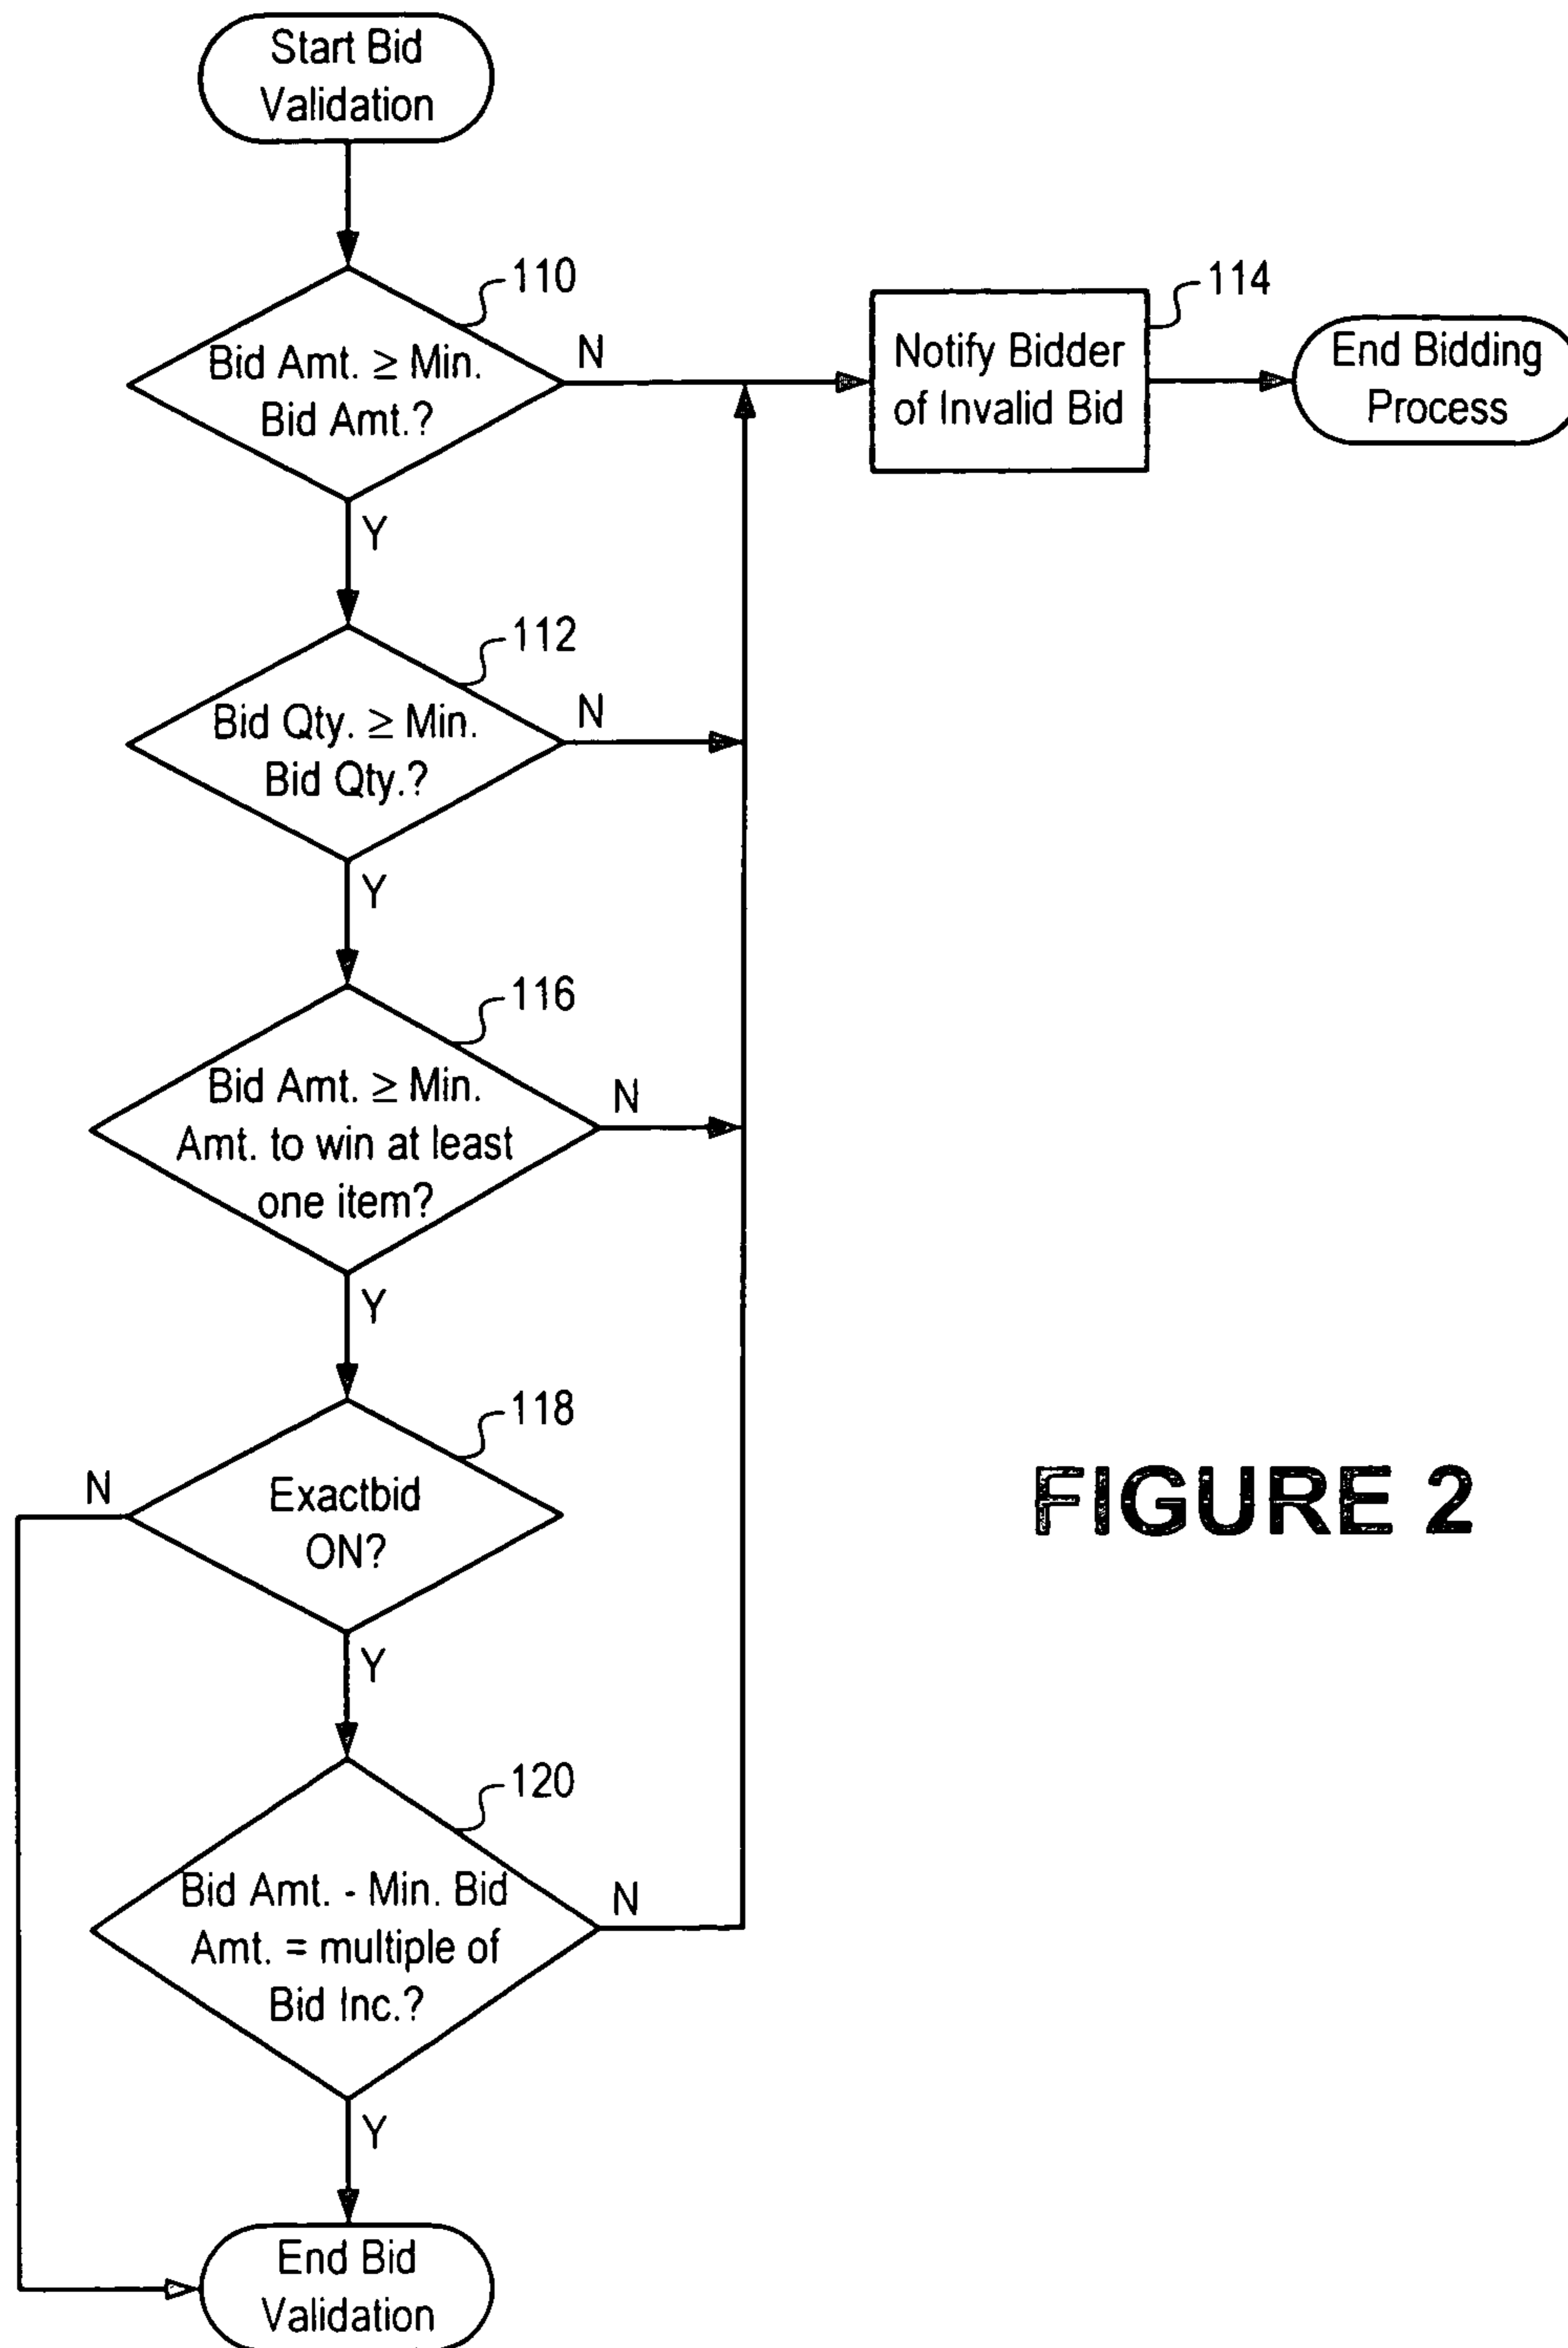 Start Bid
Validation
110
Bid Amt. ≥ Min.
Bid Amt.?
N
Y
114
Notify Bidder
of Invalid Bid
End Bidding
Process
112
Bid Qty. ≥ Min.
Bid Qty.?
N
Y
116
Bid Amt. ≥ Min.
Amt. to win at least
one item?
N
Y
118
Exactbid
ON?
N
Y
FIGURE 2
120
Bid Amt. - Min. Bid
Amt. = multiple of
Bid Inc.?
N
Y
End Bid
Validation